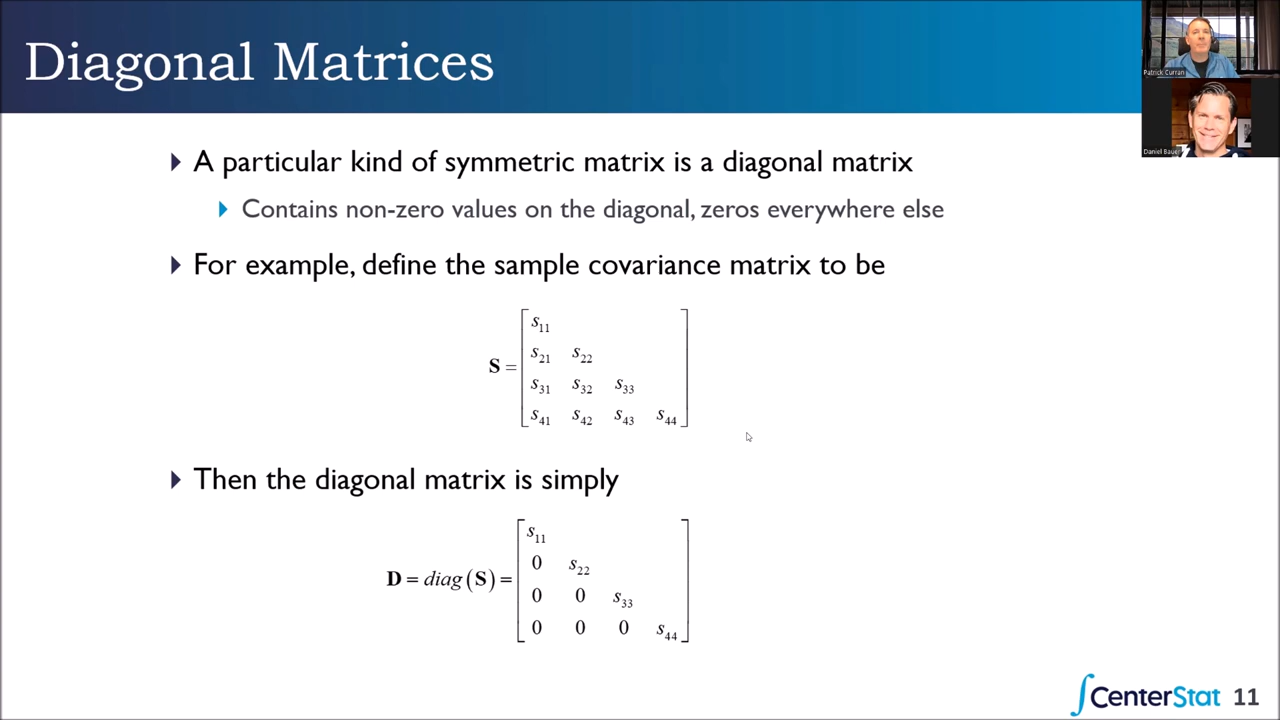 Diagonal Matrices
Patrick Curran
Daniel Bauer
A particular kind of symmetric matrix is a diagonal matrix
Contains non-zero values on the diagonal, zeros everywhere else
For example, define the sample covariance matrix to be
S =
s11
s21 s22
s31 s32 s33
s41 s42 s43 s44
Then the diagonal matrix is simply
D = diag(S) =
s11
0 s22
0 0 s33
0 0 0 s44
∫CenterStat 11